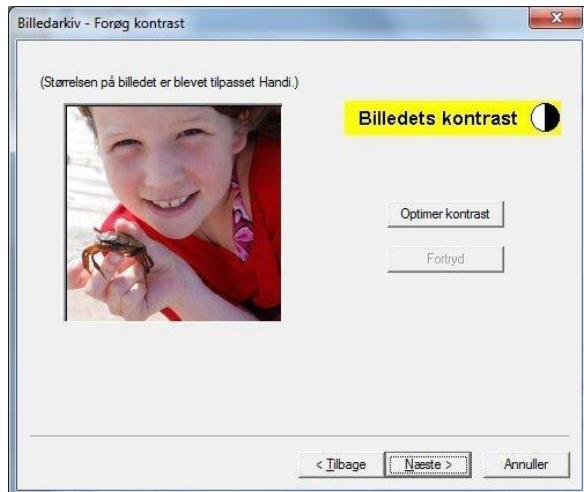 Billedarkiv - Forøg kontrast
(Størrelsen på billedet er blevet tilpasset Handi.)
Billedets kontrast
Optimer kontrast
Fortryd
< Tilbage
Næste >
Annuller